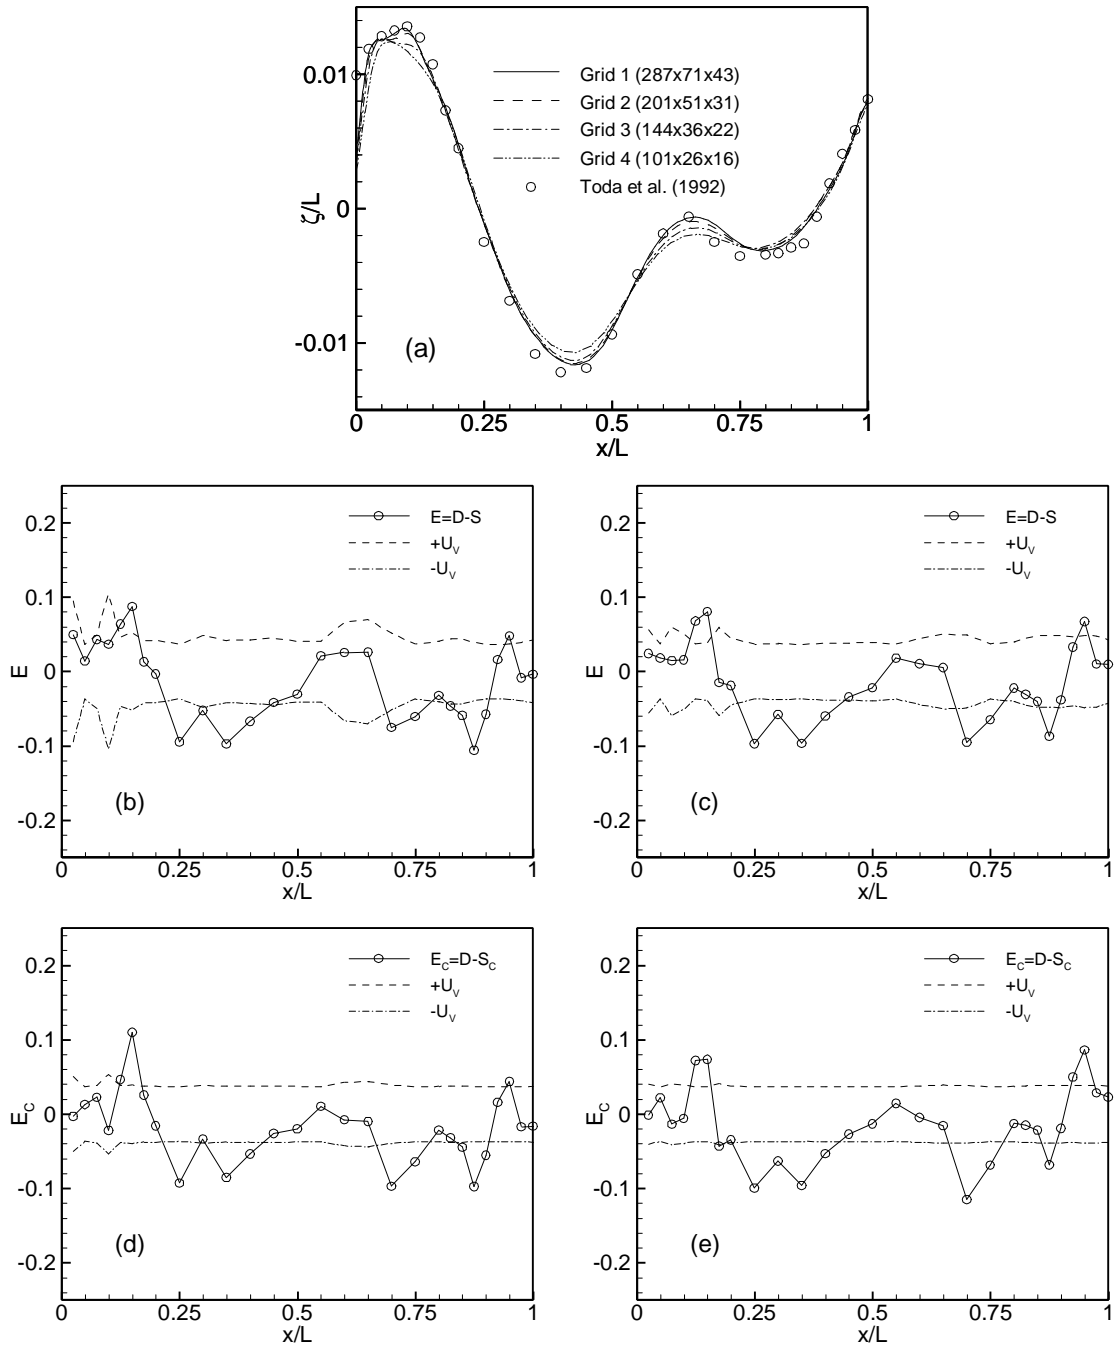 0.01
0
-0.01
ζ/L
Grid 1 (287x71x43)
Grid 2 (201x51x31)
Grid 3 (144x36x22)
Grid 4 (101x26x16)
Toda et al. (1992)
(a)
0 0.25 0.5 0.75 1
x/L
0.2
0.1
0
-0.1
-0.2
E
E=D-S
+U_V
-U_V
(b)
0 0.25 0.5 0.75 1
x/L
0.2
0.1
0
-0.1
-0.2
E
E=D-S
+U_V
-U_V
(c)
0 0.25 0.5 0.75 1
x/L
0.2
0.1
0
-0.1
-0.2
E_C
E_C=D-S_C
+U_V
-U_V
(d)
0 0.25 0.5 0.75 1
x/L
0.2
0.1
0
-0.1
-0.2
E_C
E_C=D-S_C
+U_V
-U_V
(e)
0 0.25 0.5 0.75 1
x/L